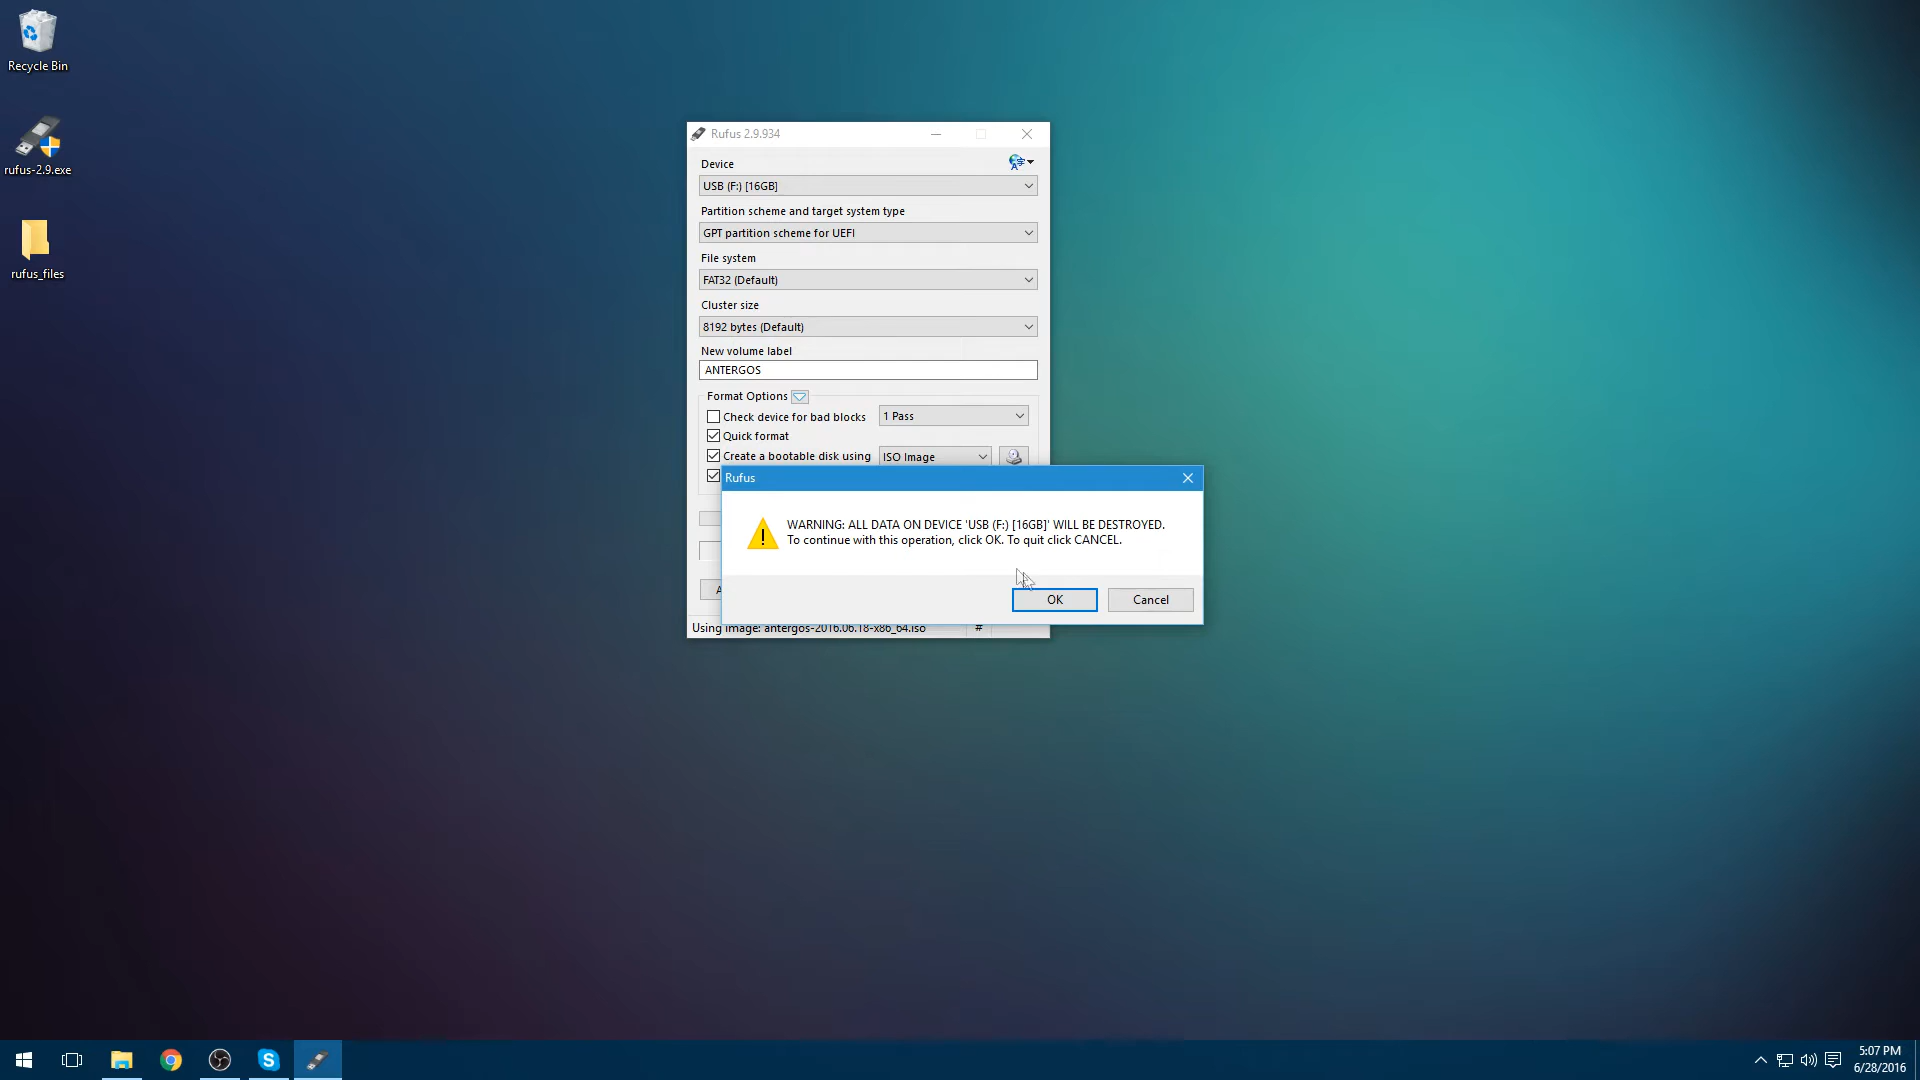 Recycle Bin
rufus-2.9.exe
rufus_files
Rufus 2.9.934
Device
USB (F:) [16GB]
Partition scheme and target system type
GPT partition scheme for UEFI
File system
FAT32 (Default)
Cluster size
8192 bytes (Default)
New volume label
ANTERGOS
Format Options
Check device for bad blocks 1 Pass
Quick format
Create a bootable disk using ISO Image
Rufus
WARNING: ALL DATA ON DEVICE 'USB (F:) [16GB]' WILL BE DESTROYED.
To continue with this operation, click OK. To quit click CANCEL.
OK Cancel
Using image: antergos-2016.06.18-x86_64.iso #
5:07 PM
6/28/2016